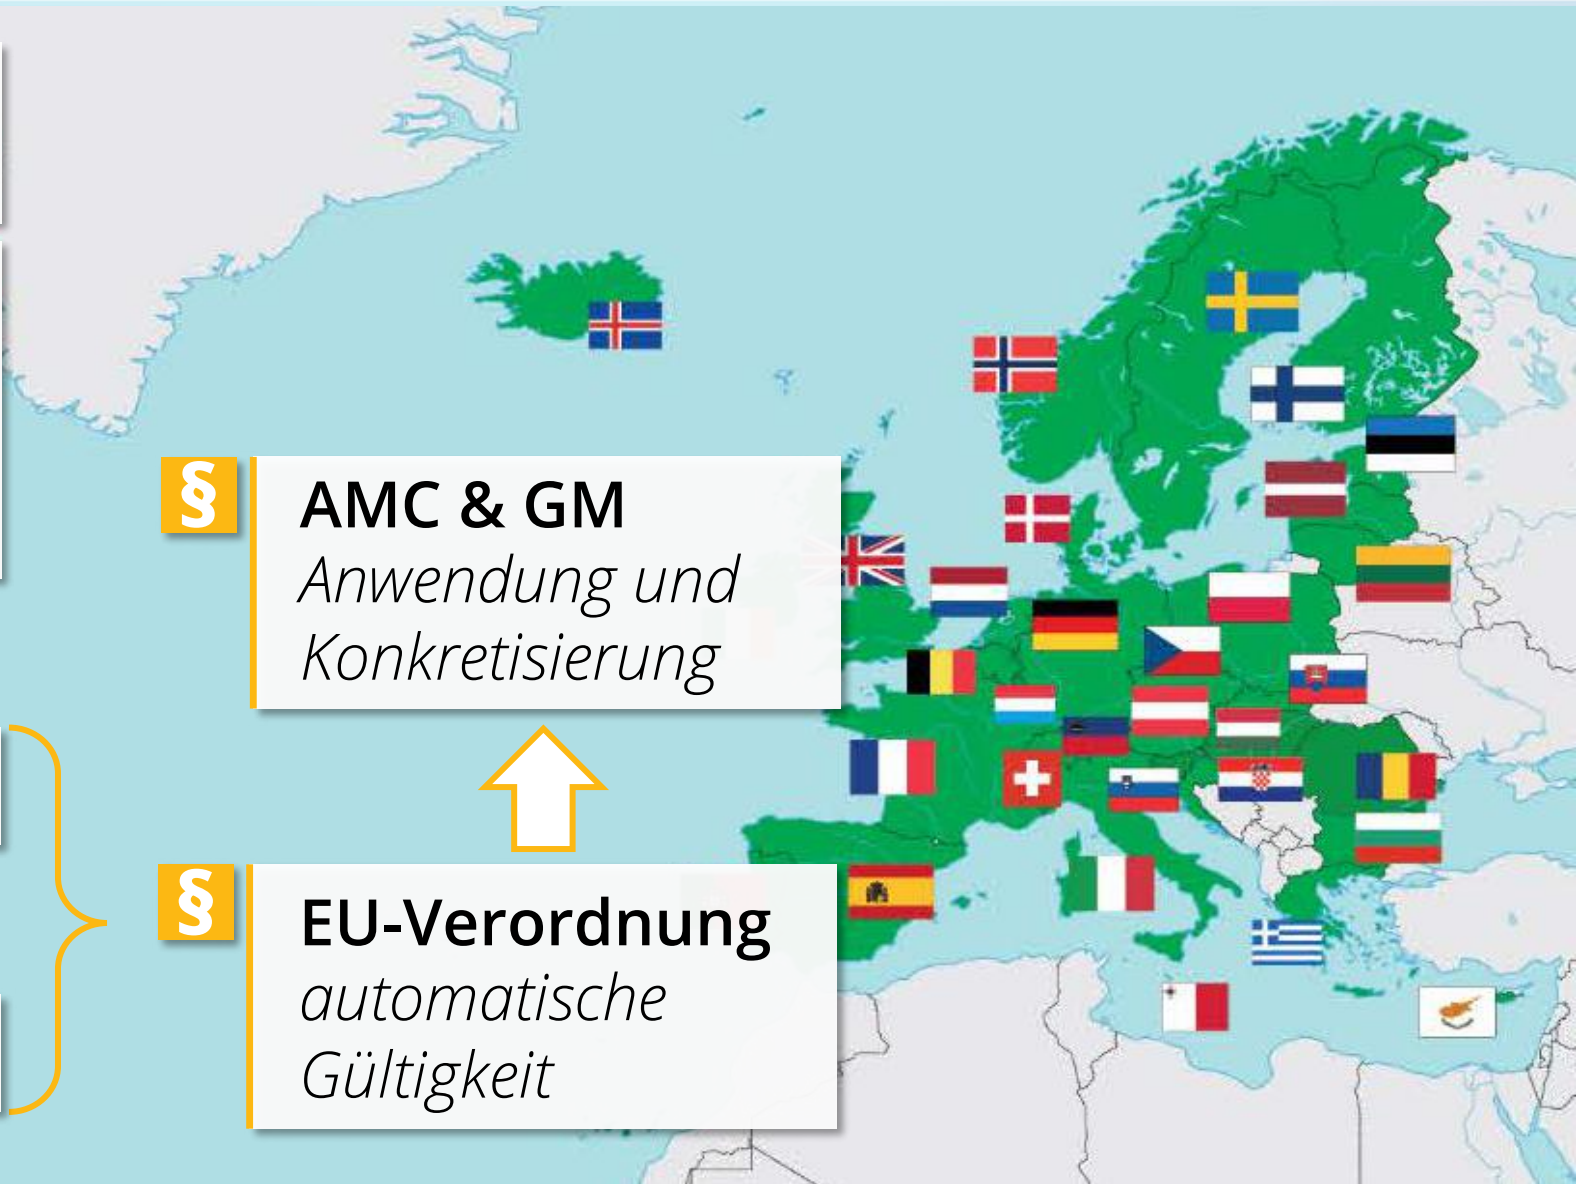 §
AMC & GM
Anwendung und
Konkretisierung
§
EU-Verordnung
automatische
Gültigkeit